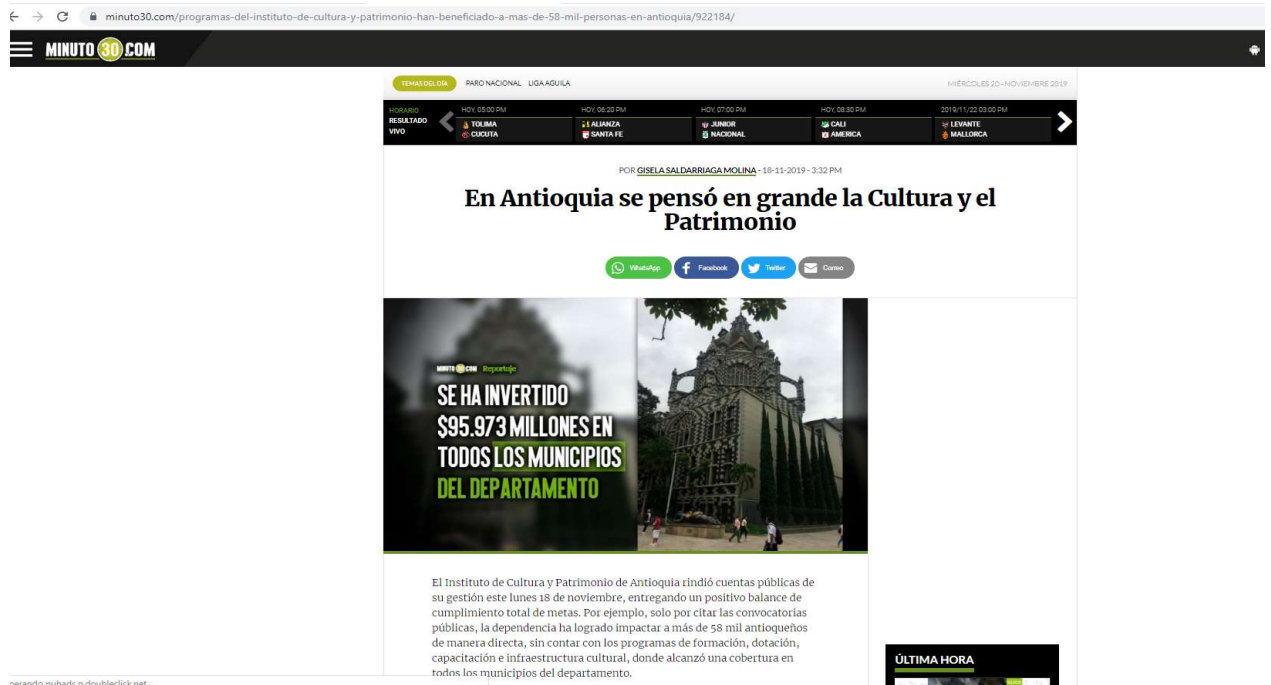 minuto30.com/programas-del-instituto-de-cultura-y-patrimonio-han-beneficiado-a-mas-de-58-mil-personas-en-antioquia/922184/
MINUTO 30 .COM
TEMAS DEL DÍA PARO NACIONAL LIGA AGUILA MIÉRCOLES 20 - NOVIEMBRE 2019
HORARIO
RESULTADO
VIVO
HOY, 05:00 PM
TOLIMA
CUCUTA
HOY, 06:20 PM
ALIANZA
SANTA FE
HOY, 07:00 PM
JUNIOR
NACIONAL
HOY, 08:30 PM
CALI
AMERICA
2019/11/22 03:00 PM
LEVANTE
MALLORCA
POR GISELA SALDARRIAGA MOLINA - 18-11-2019 - 3:32 PM
En Antioquia se pensó en grande la Cultura y el
Patrimonio
WhatsApp Facebook Twitter Correo
MINUTO 30 .COM Reportaje
SE HA INVERTIDO
$95.973 MILLONES EN
TODOS LOS MUNICIPIOS
DEL DEPARTAMENTO
El Instituto de Cultura y Patrimonio de Antioquia rindió cuentas públicas de
su gestión este lunes 18 de noviembre, entregando un positivo balance de
cumplimiento total de metas. Por ejemplo, solo por citar las convocatorias
públicas, la dependencia ha logrado impactar a más de 58 mil antioqueños
de manera directa, sin contar con los programas de formación, dotación,
capacitación e infraestructura cultural, donde alcanzó una cobertura en
todos los municipios del departamento.
ÚLTIMA HORA